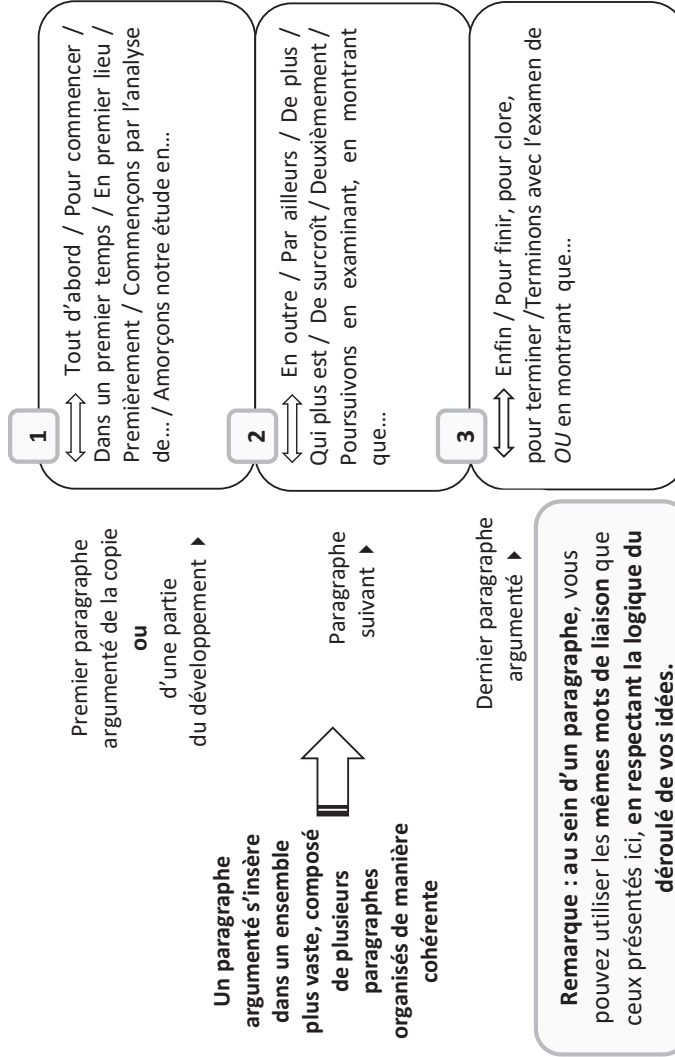 Un paragraphe
argumenté s'insère
dans un ensemble
plus vaste, composé
de plusieurs
paragraphes
organisés de manière
cohérente
Premier paragraphe
argumenté de la copie
ou
d'une partie
du développement
1
Tout d'abord / Pour commencer /
Dans un premier temps / En premier lieu /
Premièrement / Commençons par l'analyse
de... / Amorçons notre étude en...
Paragraphe
suivant
2
En outre / Par ailleurs / De plus /
Qui plus est / De surcroît / Deuxièmement /
Poursuivons en examinant, en montrant
que...
Dernier paragraphe
argumenté
3
Enfin / Pour finir, pour clore,
pour terminer /Terminons avec l'examen de
OU en montrant que...
Remarque : au sein d'un paragraphe, vous
pouvez utiliser les mêmes mots de liaison que
ceux présentés ici, en respectant la logique du
déroulé de vos idées.